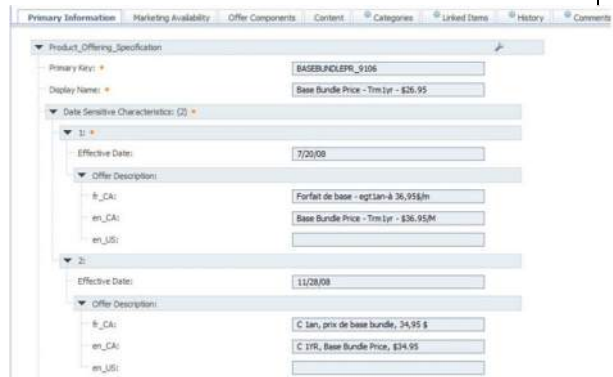 Primary Information Marketing Availability Offer Components Content Categories Linked Items History Comments
Product_Offering_Specification
Primary Key: BASEBUNDLEPR_9106
Display Name: Base Bundle Price - Trm1yr - $26.95
Date Sensitive Characteristics: (2)
1:
Effective Date: 7/20/08
Offer Description:
fr_CA: Forfait de base - egt1an-à 36,95$/m
en_CA: Base Bundle Price - Trm1yr - $36.95/M
en_US:
2:
Effective Date: 11/28/08
Offer Description:
fr_CA: C 1an, prix de base bundle, 34,95 $
en_CA: C 1YR, Base Bundle Price, $34.95
en_US: